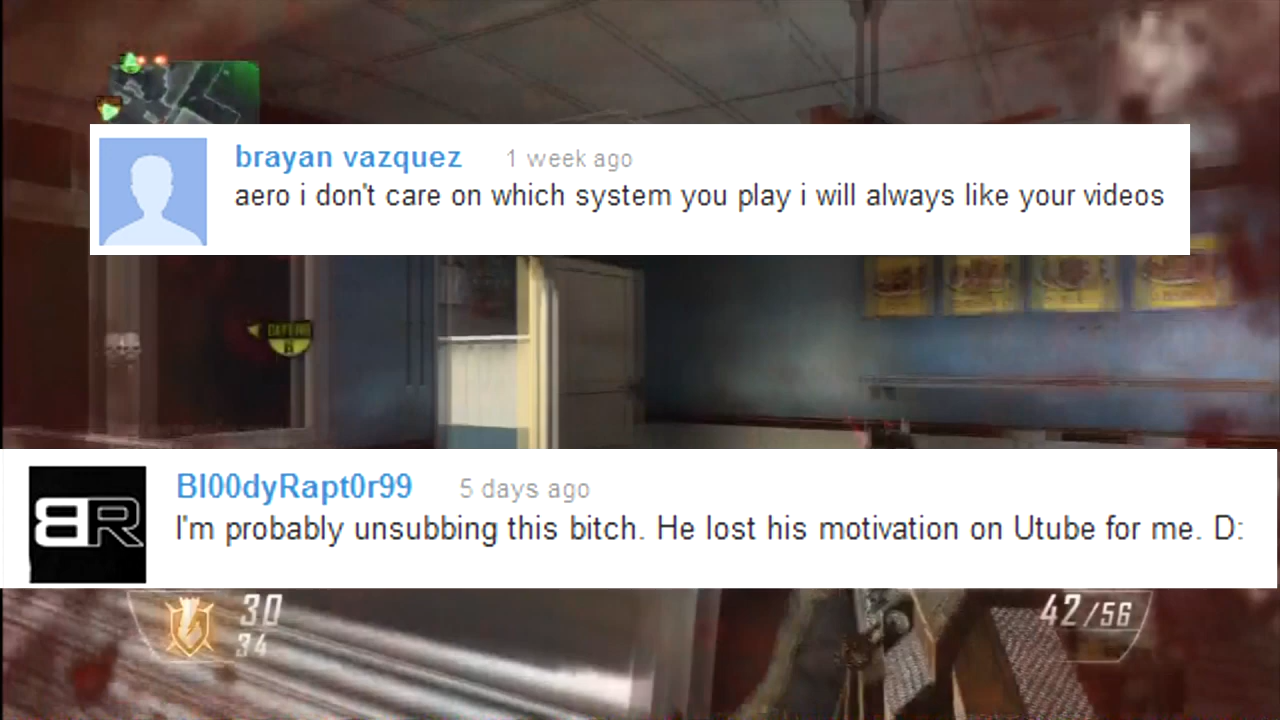 brayan vazquez 1 week ago
aero i don't care on which system you play i will always like your videos
BR
Bl00dyRapt0r99 5 days ago
I'm probably unsubbing this bitch. He lost his motivation on Utube for me. D:
30
34
42/56